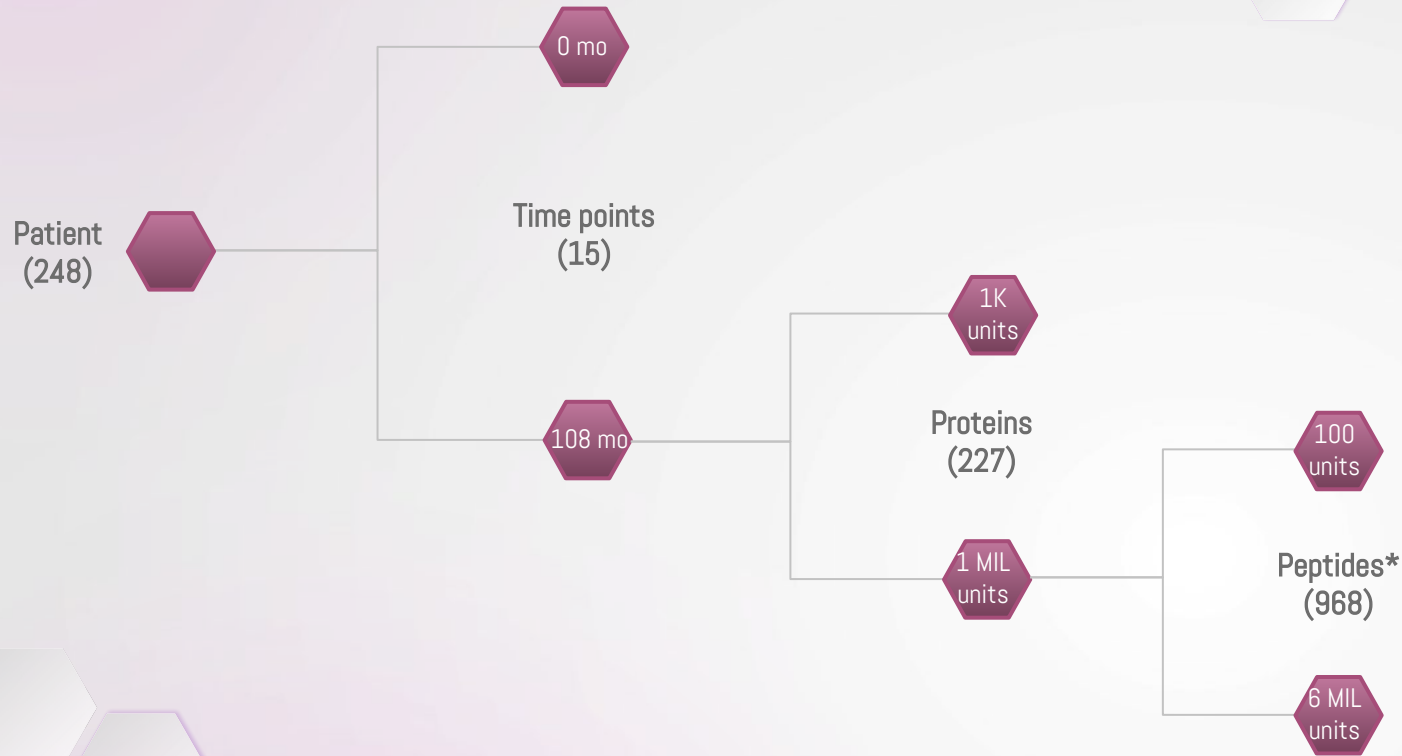 0 mo
Patient
(248)
Time points
(15)
108 mo
1K
units
Proteins
(227)
1 MIL
units
100
units
Peptides*
(968)
6 MIL
units